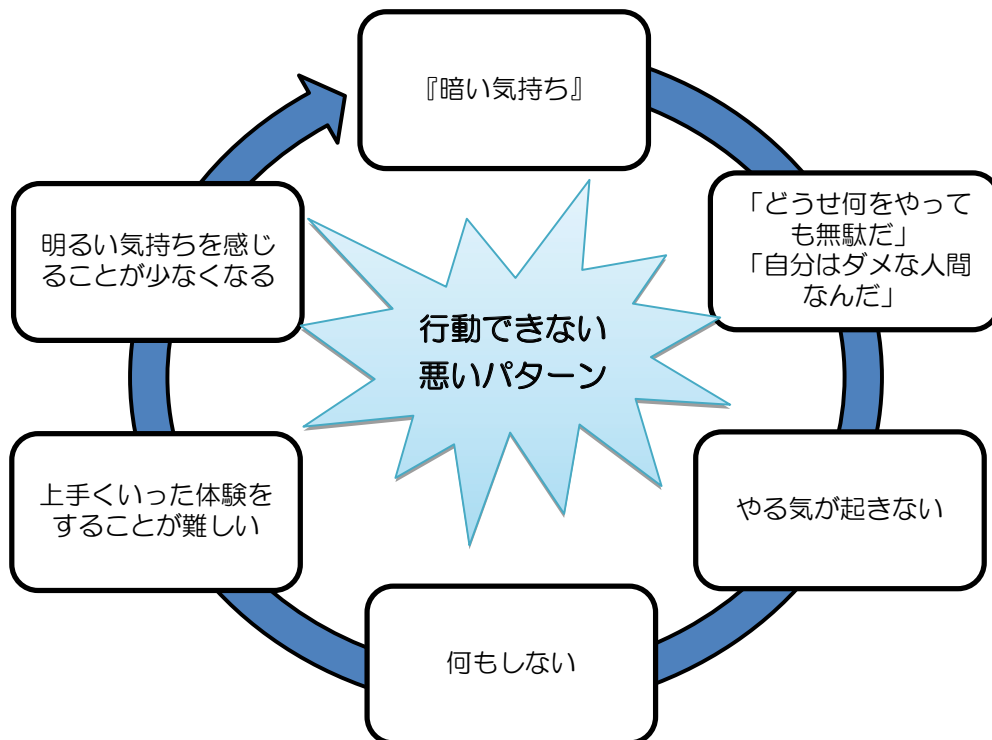 『暗い気持ち』
「どうせ何をやって
も無駄だ」
「自分はダメな人間
なんだ」
やる気が起きない
何もしない
上手くいった体験を
することが難しい
明るい気持ちを感じ
ることが少なくなる
行動できない
悪いパターン